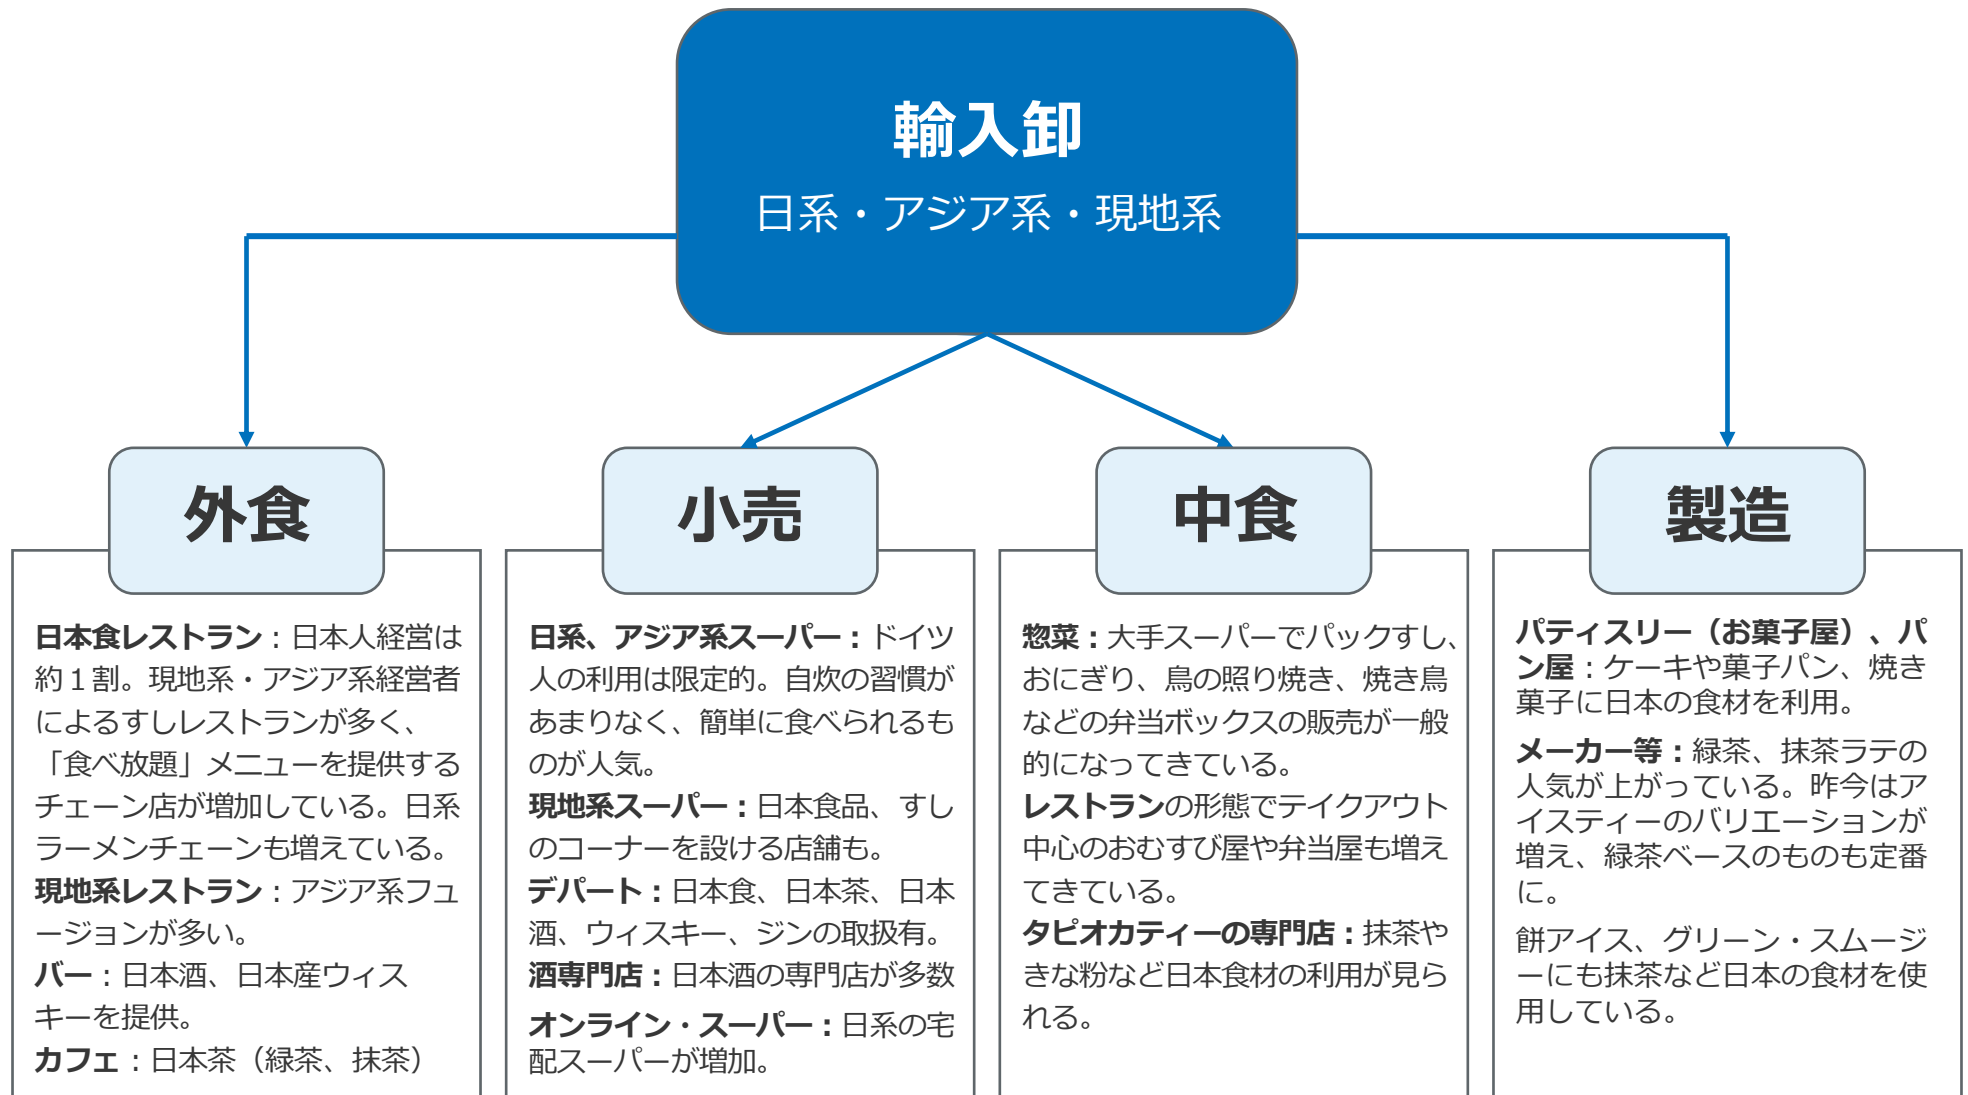 輸入卸
日系・アジア系・現地系
外食
日本食レストラン：日本人経営は
約１割。現地系・アジア系経営者
によるすしレストランが多く、
「食べ放題」メニューを提供する
チェーン店が増加している。日系
ラーメンチェーンも増えている。
現地系レストラン：アジア系フュ
ージョンが多い。
バー：日本酒、日本産ウィス
キーを提供。
カフェ：日本茶（緑茶、抹茶）
小売
日系、アジア系スーパー：ドイツ
人の利用は限定的。自炊の習慣が
あまりなく、簡単に食べられるも
のが人気。
現地系スーパー：日本食品、すし
のコーナーを設ける店舗も。
デパート：日本食、日本茶、日本
酒、ウィスキー、ジンの取扱有。
酒専門店：日本酒の専門店が多数
オンライン・スーパー：日系の宅
配スーパーが増加。
中食
惣菜：大手スーパーでパックすし、
おにぎり、鳥の照り焼き、焼き鳥
などの弁当ボックスの販売が一般
的になってきている。
レストランの形態でテイクアウト
中心のおむすび屋や弁当屋も増え
てきている。
タピオカティーの専門店：抹茶や
きな粉など日本食材の利用が見ら
れる。
製造
パティスリー（お菓子屋）、パ
ン屋：ケーキや菓子パン、焼き
菓子に日本の食材を利用。
メーカー等：緑茶、抹茶ラテの
人気が上がっている。昨今はア
イスティーのバリエーションが
増え、緑茶ベースのものも定番
に。
餅アイス、グリーン・スムージ
ーにも抹茶など日本の食材を使
用している。